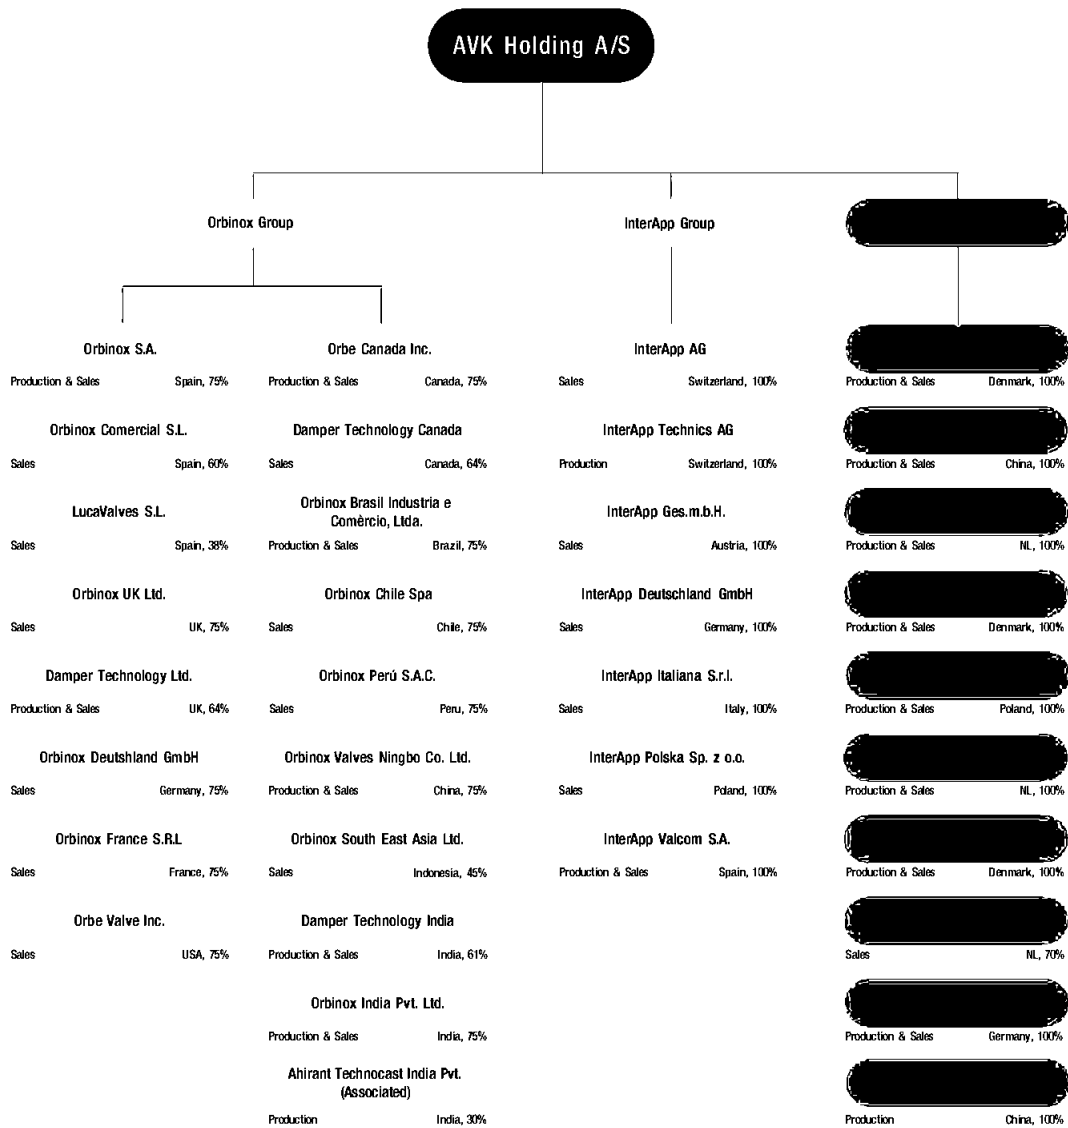 AVK Holding A/S
Orbinox Group
InterApp Group
Orbinox S.A.
Production & Sales Spain, 75%
Orbinox Comercial S.L.
Sales Spain, 60%
LucaValves S.L.
Sales Spain, 38%
Orbinox UK Ltd.
Sales UK, 75%
Damper Technology Ltd.
Production & Sales UK, 64%
Orbinox Deutshland GmbH
Sales Germany, 75%
Orbinox France S.R.L
Sales France, 75%
Orbe Valve Inc.
Sales USA, 75%
Orbe Canada Inc.
Production & Sales Canada, 75%
Damper Technology Canada
Sales Canada, 64%
Orbinox Brasil Industria e
Comèrcio, Ltda.
Production & Sales Brazil, 75%
Orbinox Chile Spa
Sales Chile, 75%
Orbinox Perú S.A.C.
Sales Peru, 75%
Orbinox Valves Ningbo Co. Ltd.
Production & Sales China, 75%
Orbinox South East Asia Ltd.
Sales Indonesia, 45%
Damper Technology India
Production & Sales India, 61%
Orbinox India Pvt. Ltd.
Production & Sales India, 75%
Ahirant Technocast India Pvt.
(Associated)
Production India, 30%
InterApp AG
Sales Switzerland, 100%
InterApp Technics AG
Production Switzerland, 100%
InterApp Ges.m.b.H.
Sales Austria, 100%
InterApp Deutschland GmbH
Sales Germany, 100%
InterApp Italiana S.r.l.
Sales Italy, 100%
InterApp Polska Sp. z o.o.
Sales Poland, 100%
InterApp Valcom S.A.
Production & Sales Spain, 100%
Production & Sales Denmark, 100%
Production & Sales China, 100%
Production & Sales NL, 100%
Production & Sales Denmark, 100%
Production & Sales Poland, 100%
Production & Sales NL, 100%
Production & Sales Denmark, 100%
Sales NL, 70%
Production & Sales Germany, 100%
Production China, 100%